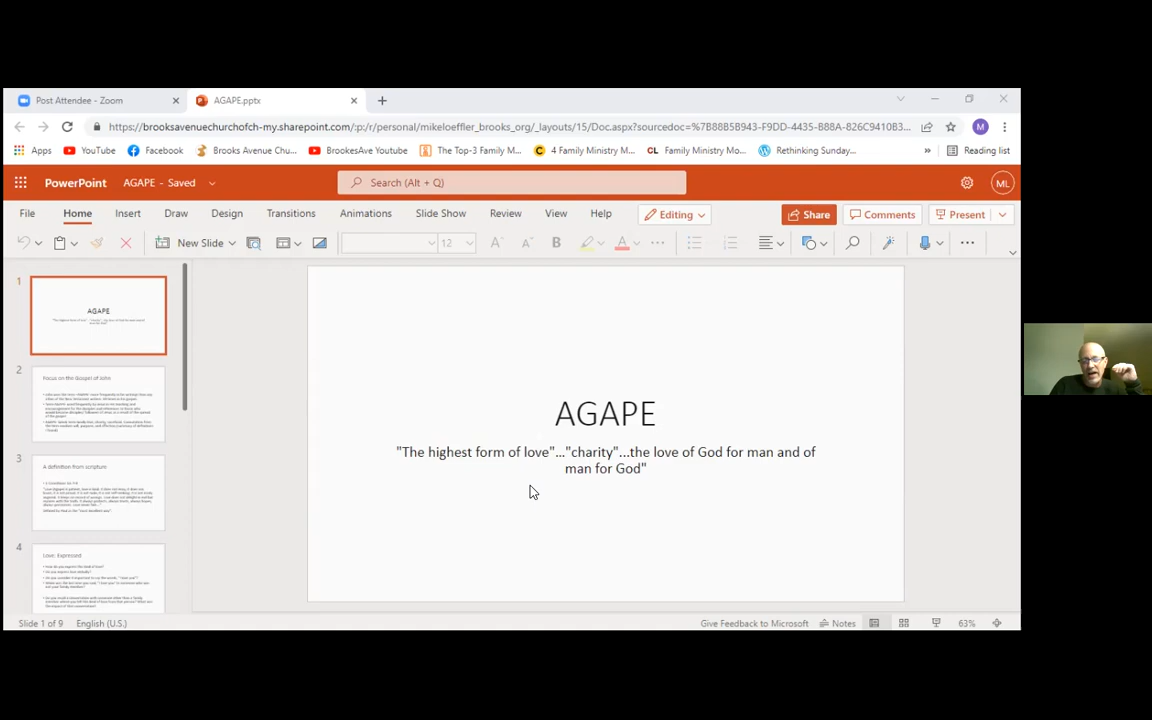 Post Attendee - Zoom
AGAPE.pptx
https://brooksavenuechurchofch-my.sharepoint.com/:p:/r/personal/mikeloeffler_brooks_org/_layouts/15/Doc.aspx?sourcedoc=%7B88B5B943-F9DD-4435-B88A-826C9410B3...
M
Apps YouTube Facebook Brooks Avenue Chu... BrookesAve Youtube The Top-3 Family M... 4 Family Ministry M... CL Family Ministry Mo... Rethinking Sunday... » Reading list
PowerPoint AGAPE - Saved Search (Alt + Q) ML
File Home Insert Draw Design Transitions Animations Slide Show Review View Help Editing Share Comments Present
New Slide 12 A A B A
1
AGAPE
2
Focus on the Gospel of John
3
A definition from scripture
4
Love: Expressed
AGAPE
"The highest form of love"..."charity"...the love of God for man and of
man for God"
Slide 1 of 9 English (U.S.) Give Feedback to Microsoft Notes 63%